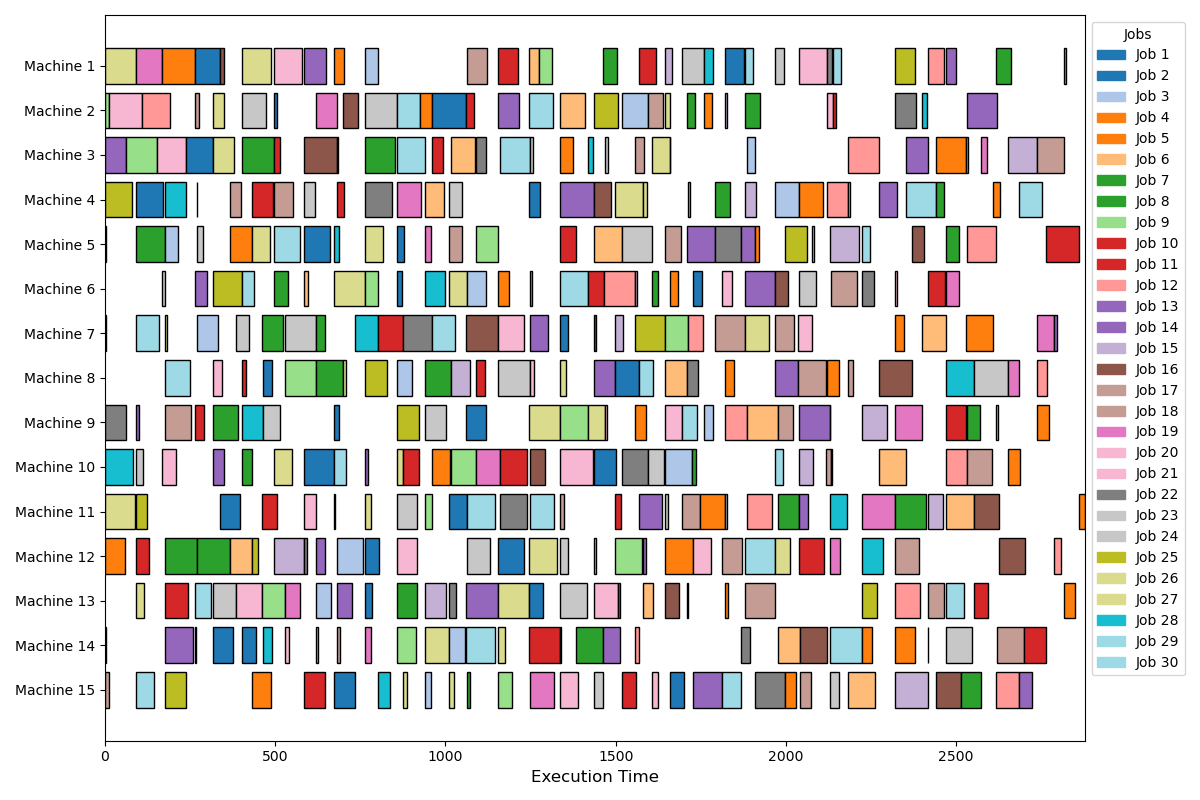 Machine 1
Machine 2
Machine 3
Machine 4
Machine 5
Machine 6
Machine 7
Machine 8
Machine 9
Machine 10
Machine 11
Machine 12
Machine 13
Machine 14
Machine 15
0 500 1000 1500 2000 2500
Execution Time
Jobs
Job 1
Job 2
Job 3
Job 4
Job 5
Job 6
Job 7
Job 8
Job 9
Job 10
Job 11
Job 12
Job 13
Job 14
Job 15
Job 16
Job 17
Job 18
Job 19
Job 20
Job 21
Job 22
Job 23
Job 24
Job 25
Job 26
Job 27
Job 28
Job 29
Job 30